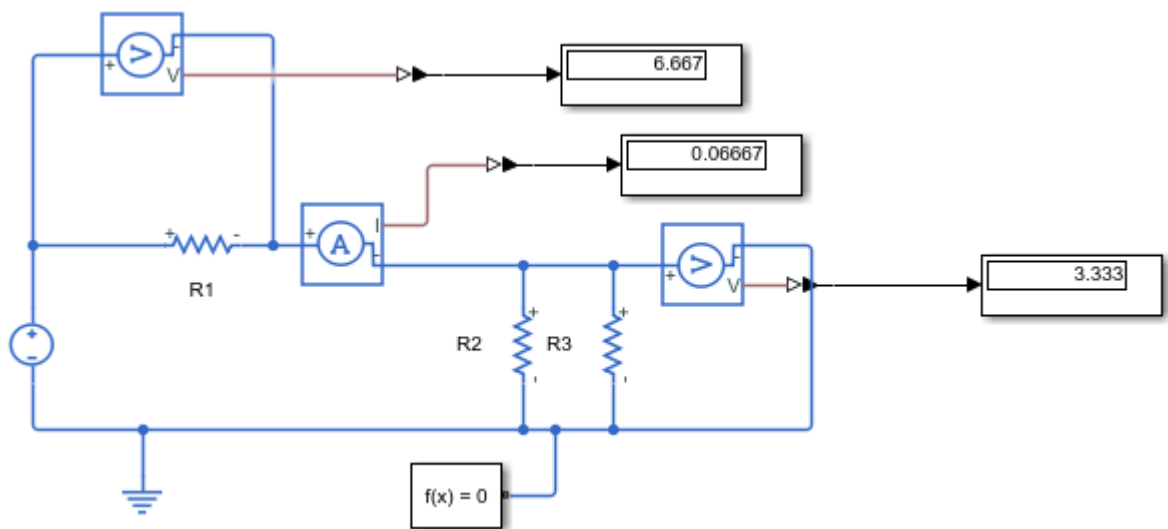 +
-
V
V
6.667
+
A
I
-
0.06667
+
-
R1
+
V
-
V
3.333
+
-
R2
+
-
R3
+
-
f(x) = 0